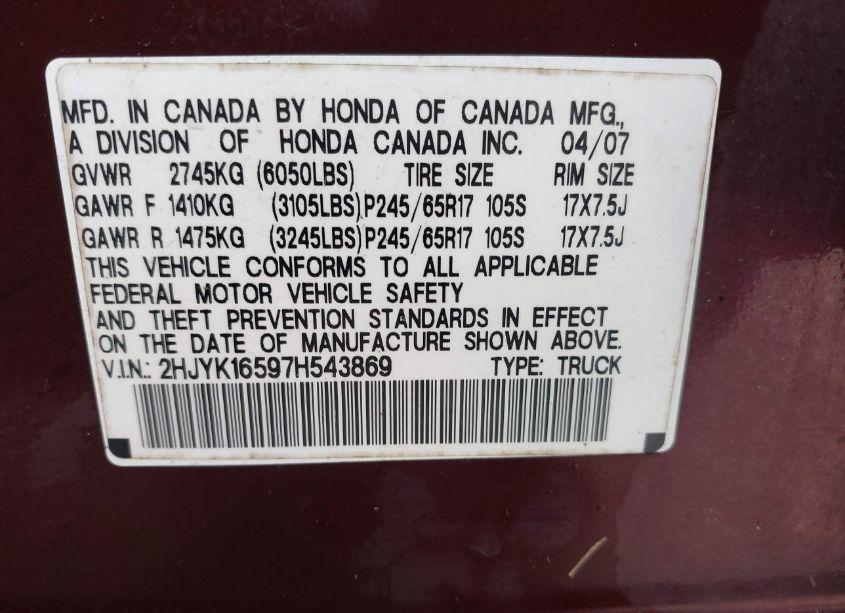 MFD. IN CANADA BY HONDA OF CANADA MFG.,
A DIVISION OF HONDA CANADA INC. 04/07
GVWR 2745KG (6050LBS) TIRE SIZE RIM SIZE
GAWR F 1410KG (3105LBS) P245/65R17 105S 17X7.5J
GAWR R 1475KG (3245LBS) P245/65R17 105S 17X7.5J
THIS VEHICLE CONFORMS TO ALL APPLICABLE
FEDERAL MOTOR VEHICLE SAFETY
AND THEFT PREVENTION STANDARDS IN EFFECT
ON THE DATE OF MANUFACTURE SHOWN ABOVE.
V.I.N.: 2HJYK16597H543869 TYPE: TRUCK